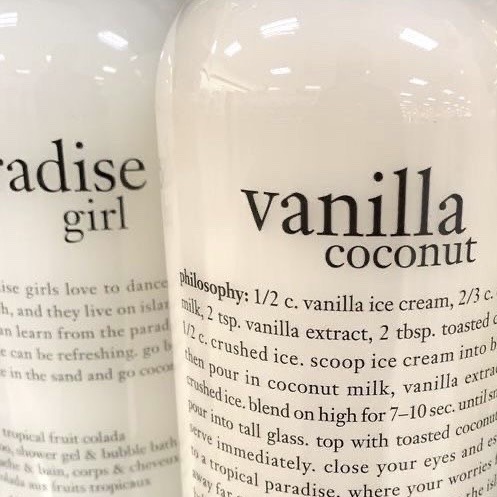 radise
girl
ise girls love to dance
h, and they live on islan
an learn from the parad
e can be refreshing. go b
e in the sand and go coco
tropical fruit colada
oo, shower gel & bubble bath
bain, corps & cheveux
aux fruits tropicaux
vanilla
coconut
philosophy: 1/2 c. vanilla ice cream, 2/3 c.
milk, 2 tsp. vanilla extract, 2 tbsp. toasted
1/2 c. crushed ice. scoop ice cream into b
then pour in coconut milk, vanilla extra
crushed ice. blend on high for 7–10 sec. until sm
pour into tall glass. top with toasted coconu
serve immediately. close your eyes and es
to a tropical paradise. where your worries
away far